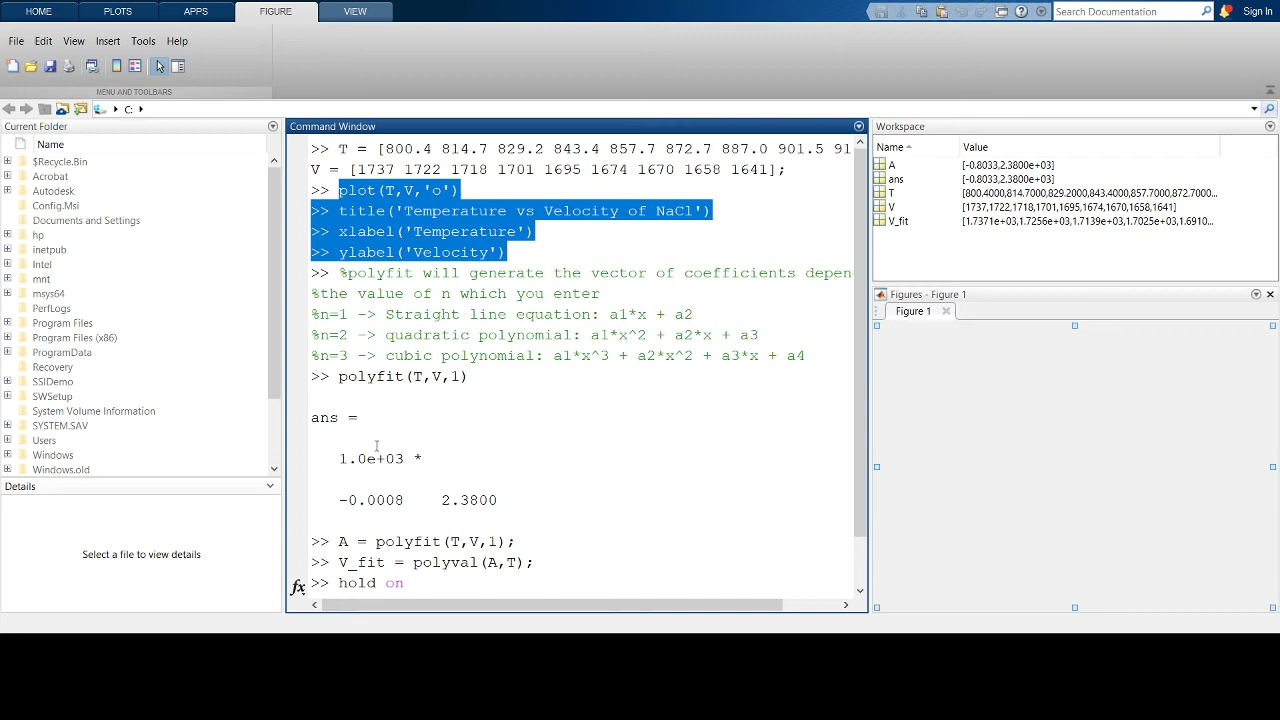 HOME PLOTS APPS FIGURE VIEW Search Documentation Sign In
File Edit View Insert Tools Help
MENU AND TOOLBARS
C:
Current Folder
Name
$Recycle.Bin
Acrobat
Autodesk
Config.Msi
Documents and Settings
hp
inetpub
Intel
mnt
msys64
PerfLogs
Program Files
Program Files (x86)
ProgramData
Recovery
SSIDemo
SWSetup
System Volume Information
SYSTEM.SAV
Users
Windows
Windows.old
Details
Select a file to view details
Command Window
>> T = [800.4 814.7 829.2 843.4 857.7 872.7 887.0 901.5 91
V = [1737 1722 1718 1701 1695 1674 1670 1658 1641];
>> plot(T,V,'o')
>> title('Temperature vs Velocity of NaCl')
>> xlabel('Temperature')
>> ylabel('Velocity')
>> %polyfit will generate the vector of coefficients depen
%the value of n which you enter
%n=1 -> Straight line equation: a1*x + a2
%n=2 -> quadratic polynomial: a1*x^2 + a2*x + a3
%n=3 -> cubic polynomial: a1*x^3 + a2*x^2 + a3*x + a4
>> polyfit(T,V,1)
ans =
1.0e+03 *
-0.0008 2.3800
>> A = polyfit(T,V,1);
>> V_fit = polyval(A,T);
fx >> hold on
Workspace
Name Value
A [-0.8033,2.3800e+03]
ans [-0.8033,2.3800e+03]
T [800.4000,814.7000,829.2000,843.4000,857.7000,872.7000...
V [1737,1722,1718,1701,1695,1674,1670,1658,1641]
V_fit [1.7371e+03,1.7256e+03,1.7139e+03,1.7025e+03,1.6910...
Figures - Figure 1
Figure 1